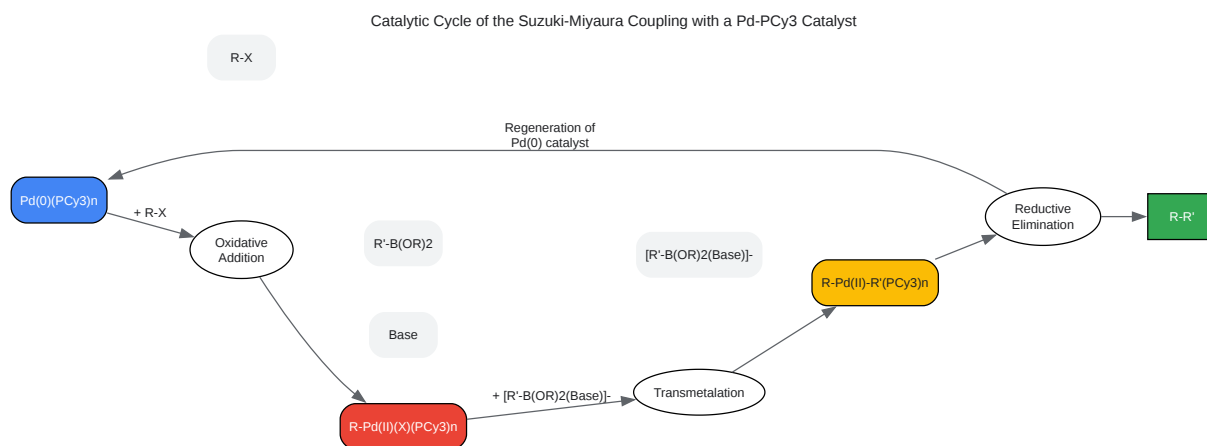 Catalytic Cycle of the Suzuki-Miyaura Coupling with a Pd-PCy3 Catalyst
R-X
Regeneration of
Pd(0) catalyst
Pd(0)(PCy3)n
+ R-X
Oxidative
Addition
R'-B(OR)2
[R'-B(OR)2(Base)]-
Reductive
Elimination
R-R'
R-Pd(II)-R'(PCy3)n
Base
+ [R'-B(OR)2(Base)]-
Transmetalation
R-Pd(II)(X)(PCy3)n